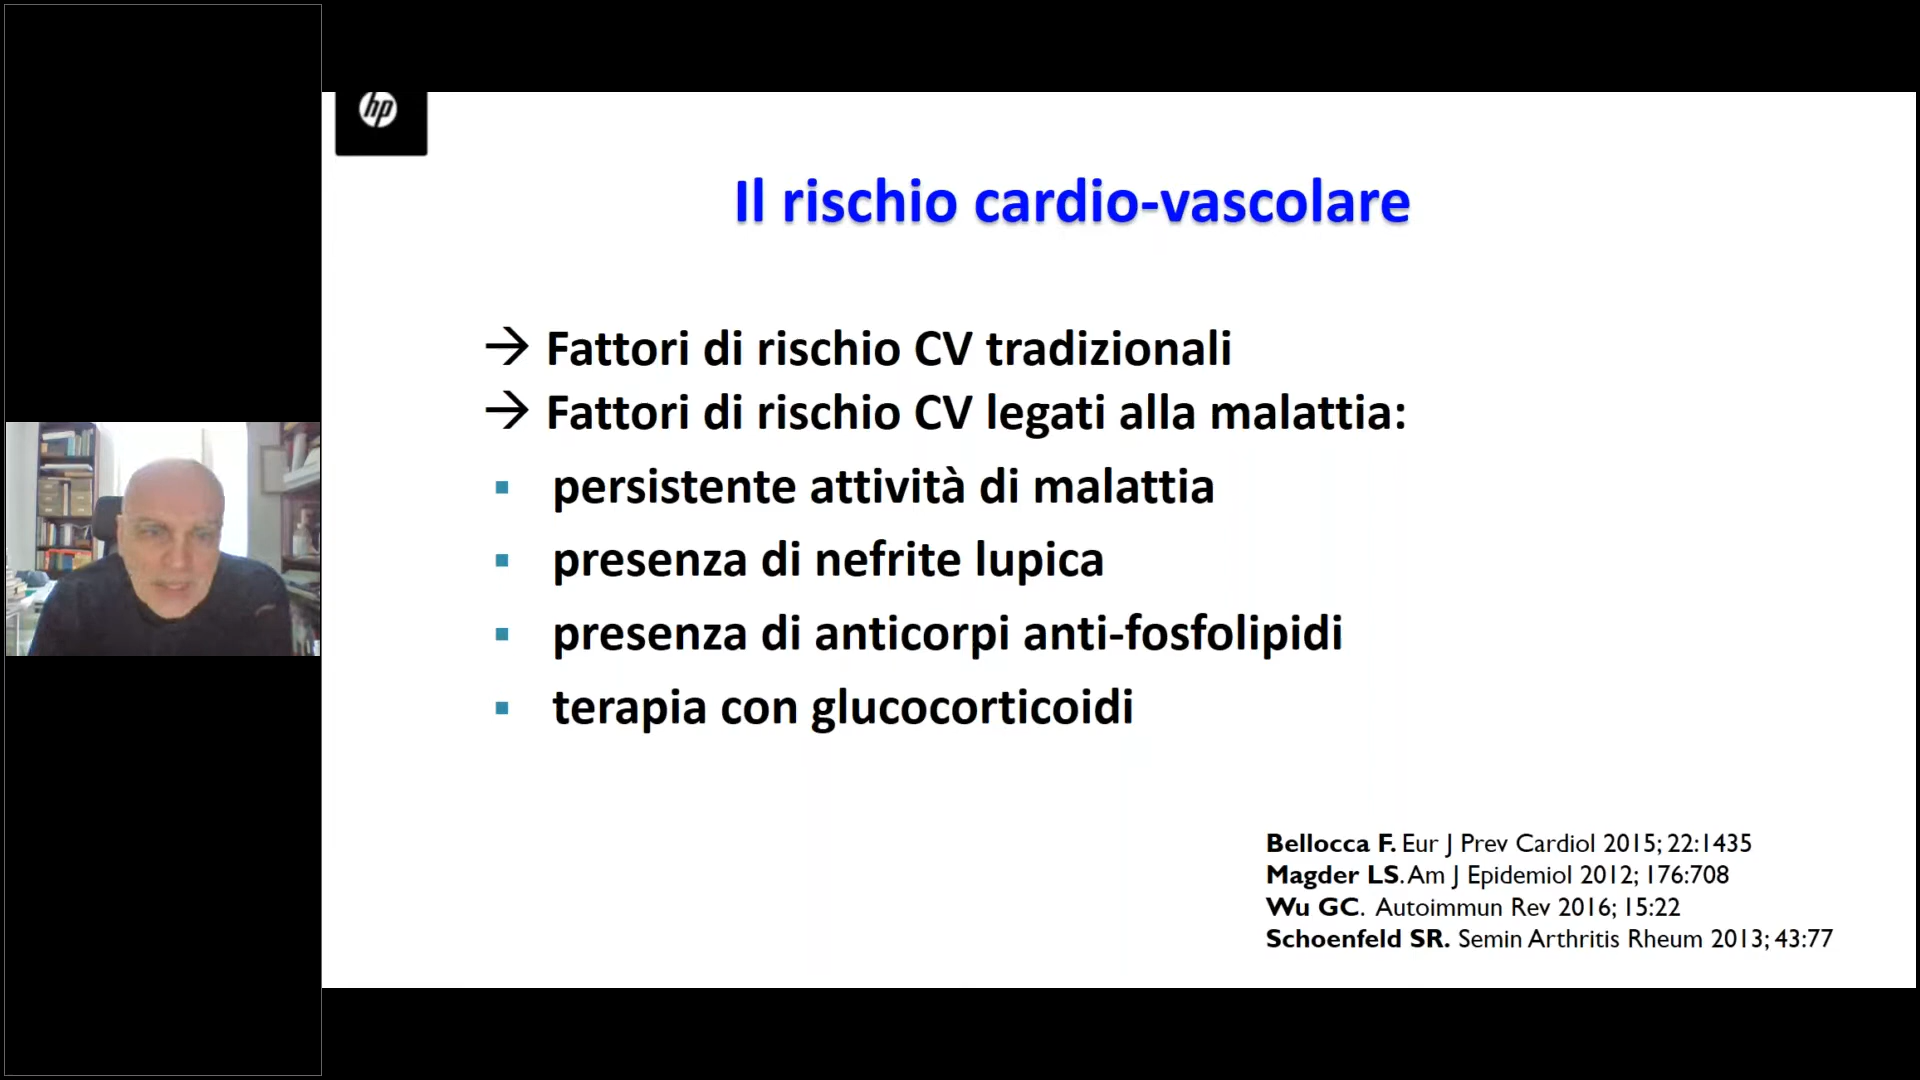 hp
Il rischio cardio-vascolare
→ Fattori di rischio CV tradizionali
→ Fattori di rischio CV legati alla malattia:
▪ persistente attività di malattia
▪ presenza di nefrite lupica
▪ presenza di anticorpi anti-fosfolipidi
▪ terapia con glucocorticoidi
Bellocca F. Eur J Prev Cardiol 2015; 22:1435
Magder LS. Am J Epidemiol 2012; 176:708
Wu GC. Autoimmun Rev 2016; 15:22
Schoenfeld SR. Semin Arthritis Rheum 2013; 43:77